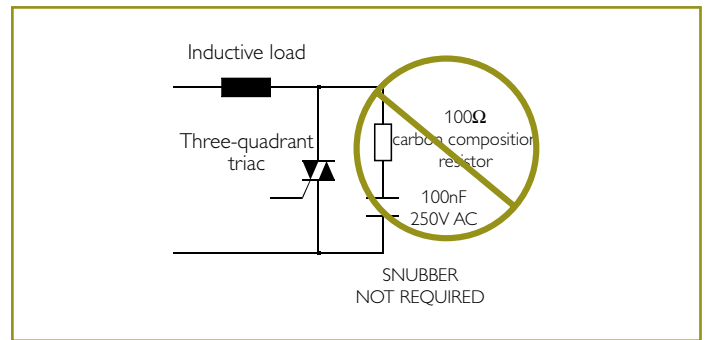 Inductive load
Three-quadrant
triac
100Ω
carbon composition
resistor
100nF
250V AC
SNUBBER
NOT REQUIRED